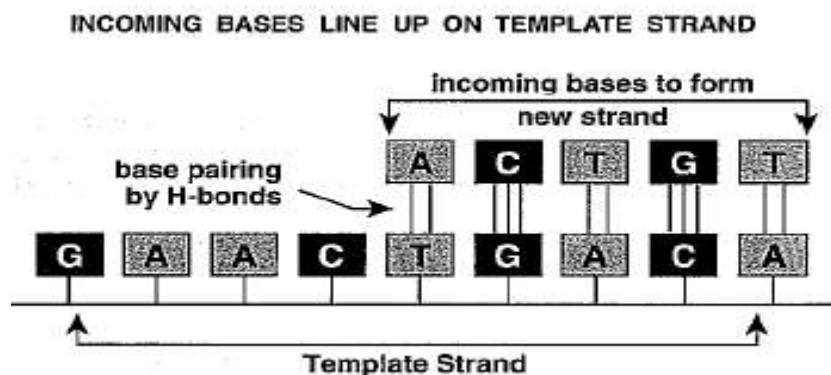 INCOMING BASES LINE UP ON TEMPLATE STRAND
incoming bases to form
new strand
A C T G T
base pairing
by H-bonds
G A A C T G A C A
Template Strand